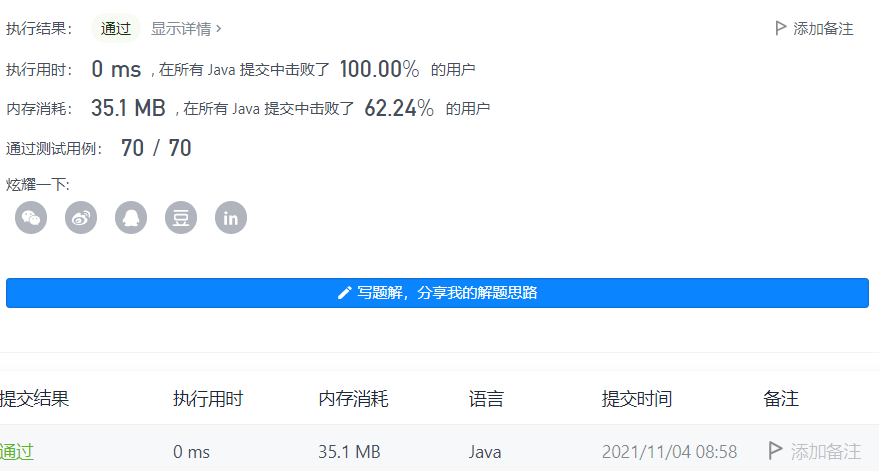 执行结果： 通过 显示详情 > 添加备注
执行用时： 0 ms , 在所有 Java 提交中击败了 100.00% 的用户
内存消耗： 35.1 MB , 在所有 Java 提交中击败了 62.24% 的用户
通过测试用例： 70 / 70
炫耀一下:
豆 in
写题解，分享我的解题思路
提交结果 执行用时 内存消耗 语言 提交时间 备注
通过 0 ms 35.1 MB Java 2021/11/04 08:58 添加备注